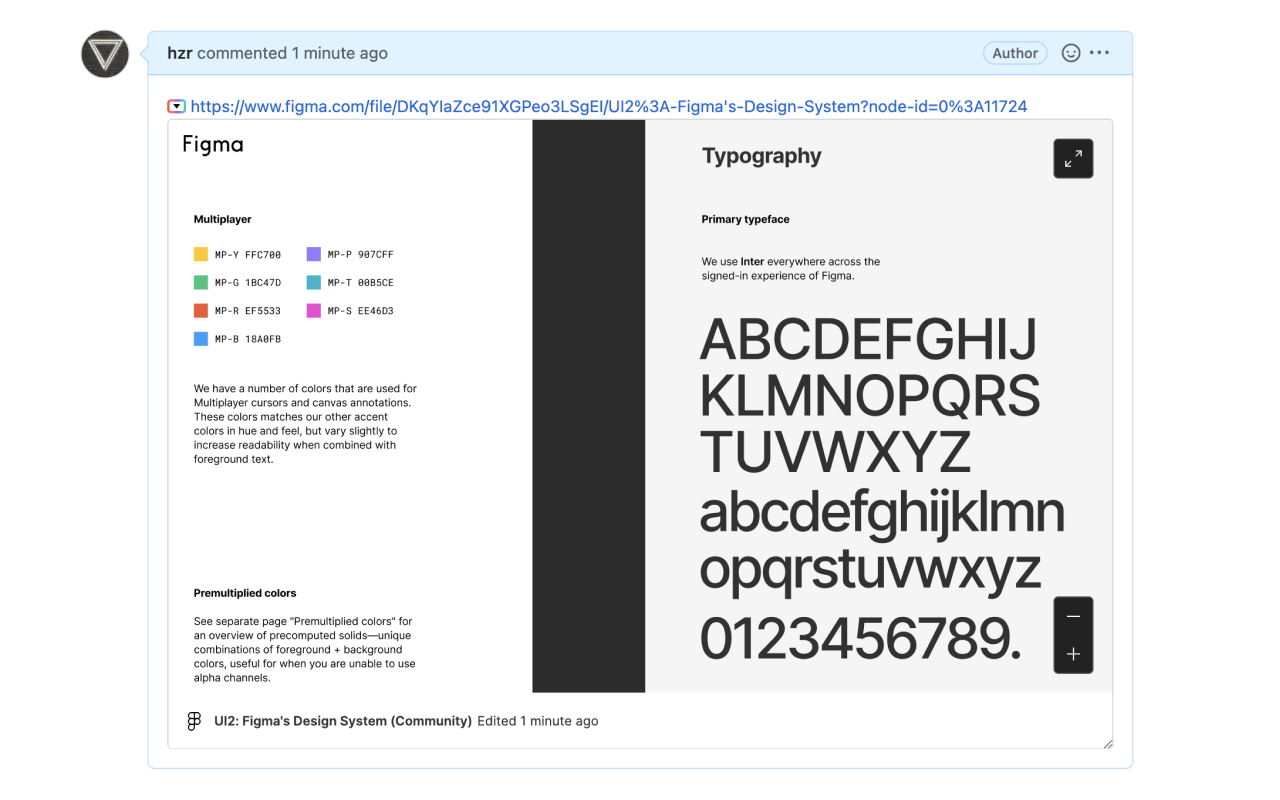 hzr commented 1 minute ago
Author
https://www.figma.com/file/DKqYIaZce91XGPeo3LSgEI/UI2%3A-Figma's-Design-System?node-id=0%3A11724
Figma
Multiplayer
MP-Y FFC700
MP-P 907CFF
MP-G 1BC47D
MP-T 00B5CE
MP-R EF5533
MP-S EE46D3
MP-B 18A0FB
We have a number of colors that are used for
Multiplayer cursors and canvas annotations.
These colors matches our other accent
colors in hue and feel, but vary slightly to
increase readability when combined with
foreground text.
Premultiplied colors
See separate page "Premultiplied colors" for
an overview of precomputed solids—unique
combinations of foreground + background
colors, useful for when you are unable to use
alpha channels.
Typography
Primary typeface
We use Inter everywhere across the
signed-in experience of Figma.
ABCDEFGHIJ
KLMNOPQRS
TUVWXYZ
abcdefghijklmn
opqrstuvwxyz
0123456789.
UI2: Figma's Design System (Community) Edited 1 minute ago